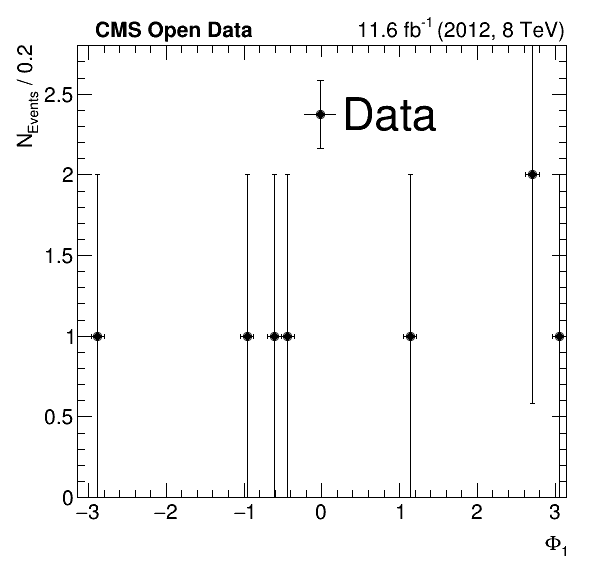 CMS Open Data 11.6 fb-1 (2012, 8 TeV)
NEvents / 0.2
Data
2.5
2
1.5
1
0.5
0
−3 −2 −1 0 1 2 3
Φ1